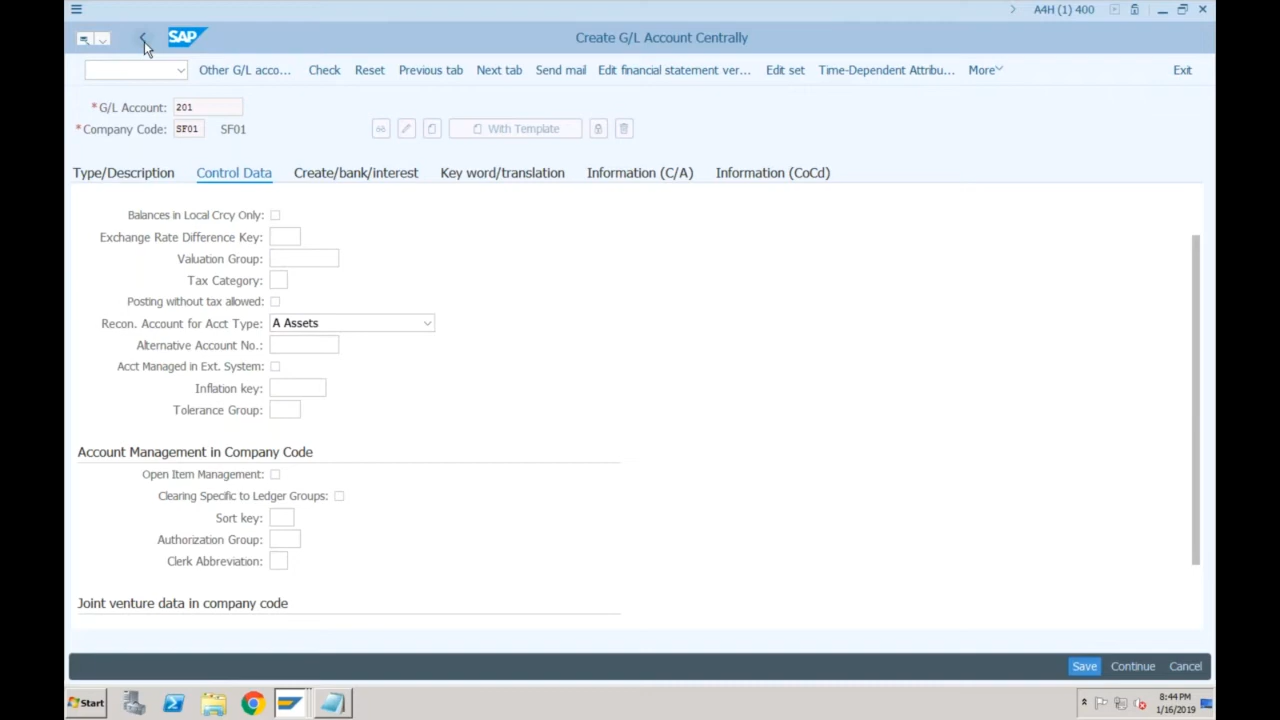 A4H (1) 400
SAP
Create G/L Account Centrally
Other G/L acco... Check Reset Previous tab Next tab Send mail Edit financial statement ver... Edit set Time-Dependent Attribu... More Exit
*G/L Account: 201
*Company Code: SF01 SF01
With Template
Type/Description Control Data Create/bank/interest Key word/translation Information (C/A) Information (CoCd)
Balances in Local Crcy Only:
Exchange Rate Difference Key:
Valuation Group:
Tax Category:
Posting without tax allowed:
Recon. Account for Acct Type: A Assets
Alternative Account No.:
Acct Managed in Ext. System:
Inflation key:
Tolerance Group:
Account Management in Company Code
Open Item Management:
Clearing Specific to Ledger Groups:
Sort key:
Authorization Group:
Clerk Abbreviation:
Joint venture data in company code
Save Continue Cancel
Start
8:44 PM
1/16/2019